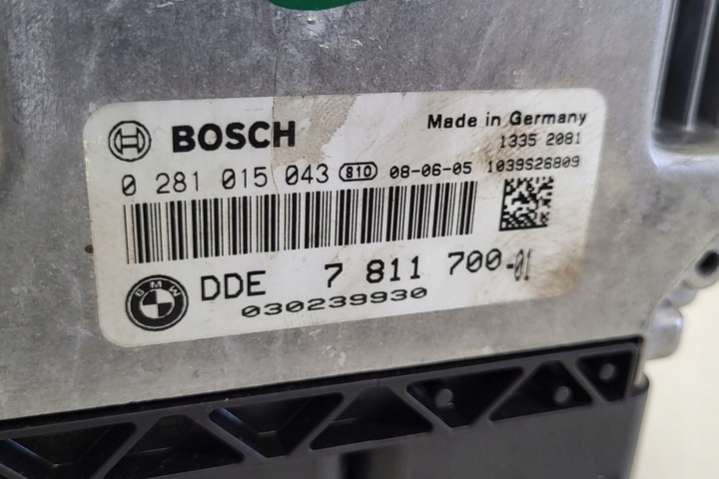 BOSCH
Made in Germany
1335 2081
0 281 015 043 810 08-06-05 1039S26809
BMW
DDE 7 811 700-01
030239930